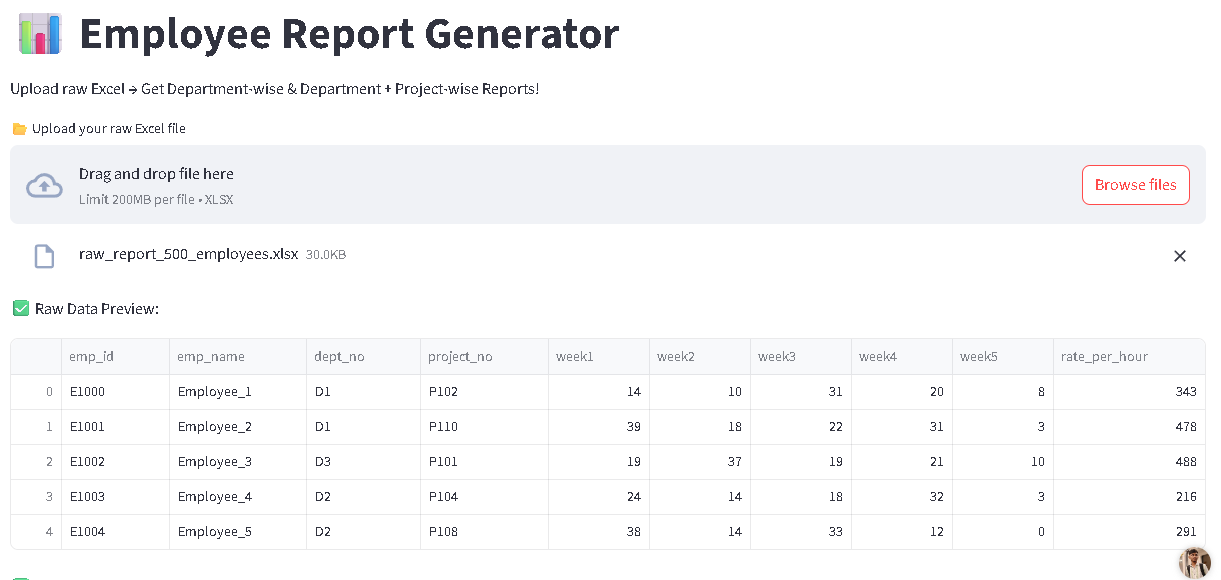 Employee Report Generator
Upload raw Excel → Get Department-wise & Department + Project-wise Reports!
Upload your raw Excel file
Drag and drop file here
Limit 200MB per file • XLSX
Browse files
raw_report_500_employees.xlsx 30.0KB
Raw Data Preview:
emp_id emp_name dept_no project_no week1 week2 week3 week4 week5 rate_per_hour
0 E1000 Employee_1 D1 P102 14 10 31 20 8 343
1 E1001 Employee_2 D1 P110 39 18 22 31 3 478
2 E1002 Employee_3 D3 P101 19 37 19 21 10 488
3 E1003 Employee_4 D2 P104 24 14 18 32 3 216
4 E1004 Employee_5 D2 P108 38 14 33 12 0 291